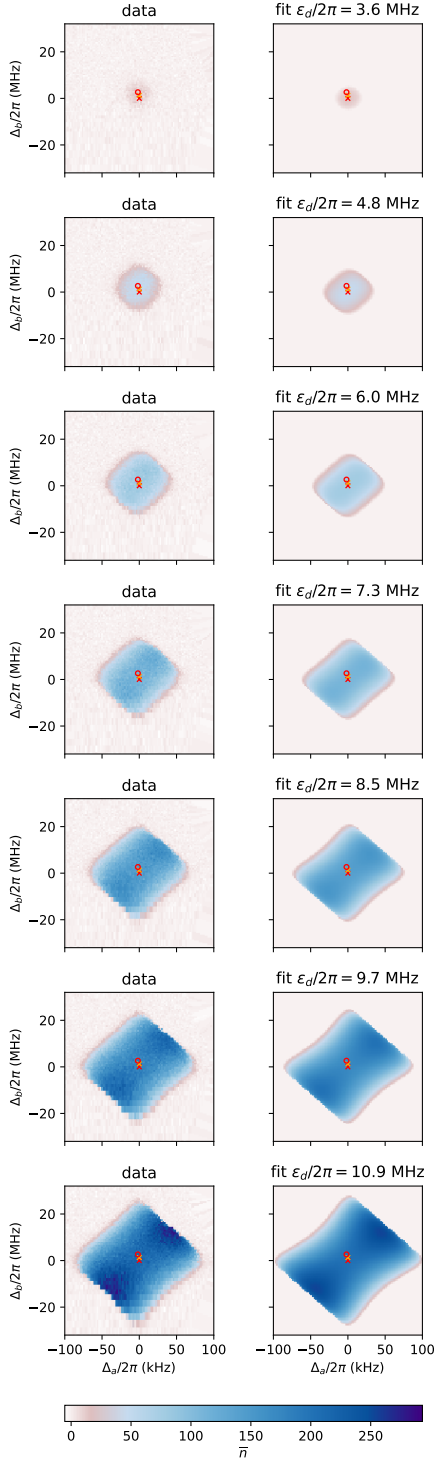 data fit ε_d/2π = 3.6 MHz
Δ_b/2π (MHz)
20
0
−20
data fit ε_d/2π = 4.8 MHz
Δ_b/2π (MHz)
20
0
−20
data fit ε_d/2π = 6.0 MHz
Δ_b/2π (MHz)
20
0
−20
data fit ε_d/2π = 7.3 MHz
Δ_b/2π (MHz)
20
0
−20
data fit ε_d/2π = 8.5 MHz
Δ_b/2π (MHz)
20
0
−20
data fit ε_d/2π = 9.7 MHz
Δ_b/2π (MHz)
20
0
−20
data fit ε_d/2π = 10.9 MHz
Δ_b/2π (MHz)
20
0
−20
−100 −50 0 50 100 −100 −50 0 50 100
Δ_a/2π (kHz) Δ_a/2π (kHz)
0 50 100 150 200 250
n̅